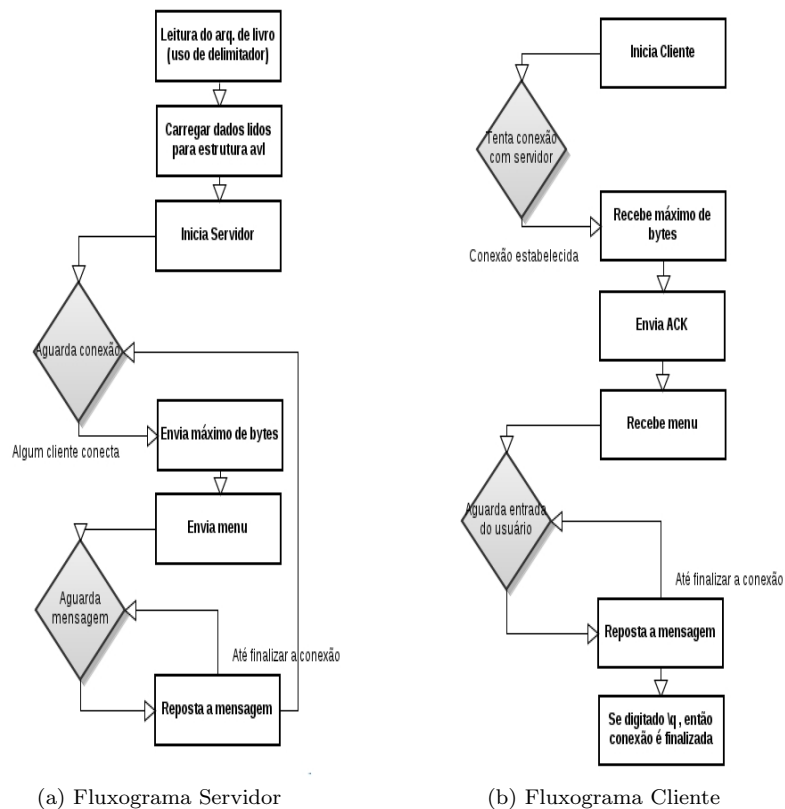 Leitura do arq. de livro
(uso de delimitador)
Carregar dados lidos
para estrutura avl
Inicia Servidor
Aguarda conexão
Algum cliente conecta
Envia máximo de bytes
Envia menu
Aguarda
mensagem
Até finalizar a conexão
Reposta a mensagem
(a) Fluxograma Servidor
Inicia Cliente
Tenta conexão
com servidor
Conexão estabelecida
Recebe máximo de
bytes
Envia ACK
Recebe menu
Aguarda entrada
do usuário
Até finalizar a conexão
Reposta a mensagem
Se digitado \q , então
conexão é finalizada
(b) Fluxograma Cliente